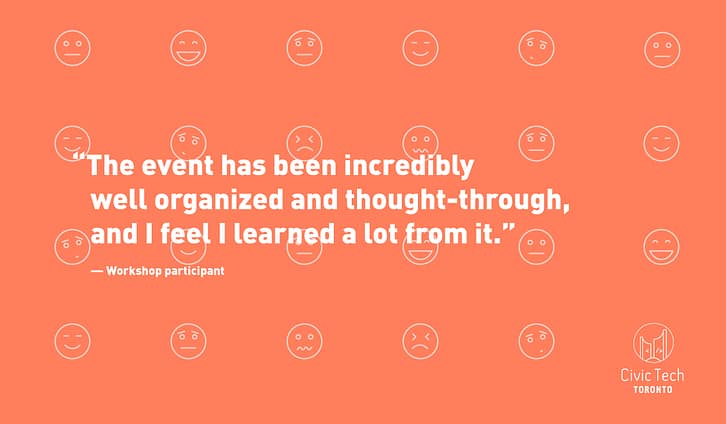 “The event has been incredibly
well organized and thought-through,
and I feel I learned a lot from it.”
— Workshop participant
Civic Tech
TORONTO